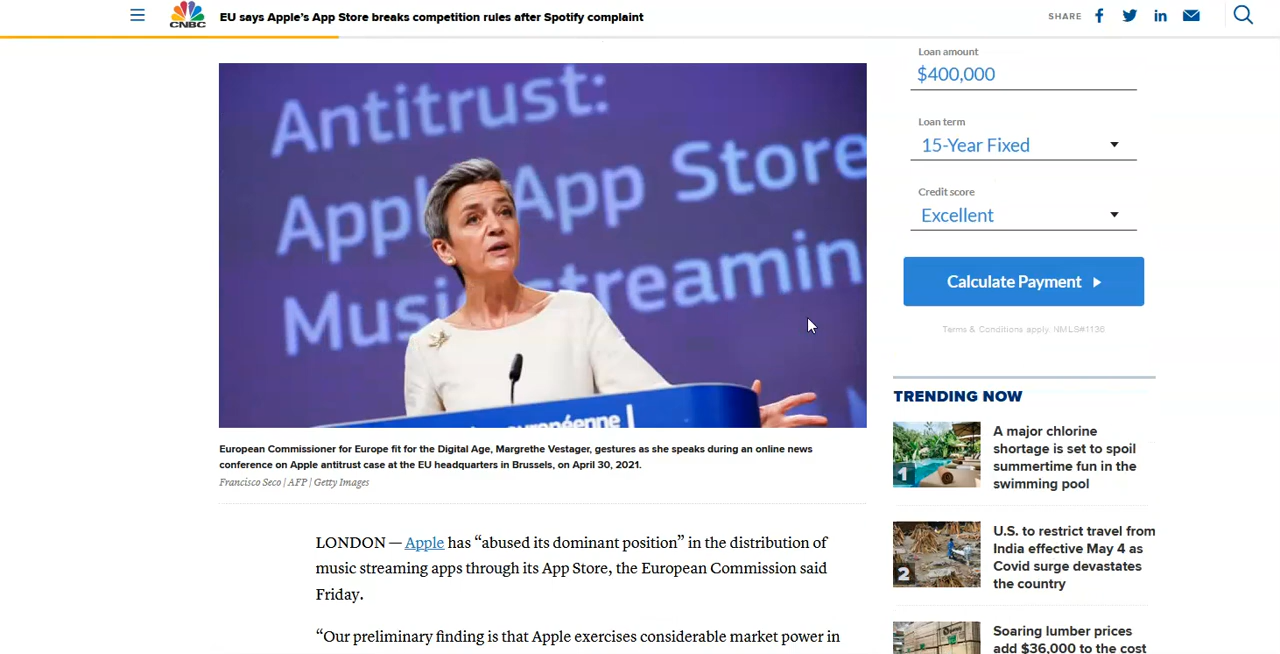 CNBC
EU says Apple's App Store breaks competition rules after Spotify complaint
SHARE
Antitrust:
App Store
Music streamin
européenne
European Commissioner for Europe fit for the Digital Age, Margrethe Vestager, gestures as she speaks during an online news
conference on Apple antitrust case at the EU headquarters in Brussels, on April 30, 2021.
Francisco Seco | AFP | Getty Images
LONDON — Apple has “abused its dominant position” in the distribution of
music streaming apps through its App Store, the European Commission said
Friday.
“Our preliminary finding is that Apple exercises considerable market power in
Loan amount
$400,000
Loan term
15-Year Fixed
Credit score
Excellent
Calculate Payment
Terms & Conditions apply. NMLS#1136
TRENDING NOW
1
A major chlorine
shortage is set to spoil
summertime fun in the
swimming pool
2
U.S. to restrict travel from
India effective May 4 as
Covid surge devastates
the country
Soaring lumber prices
add $36,000 to the cost